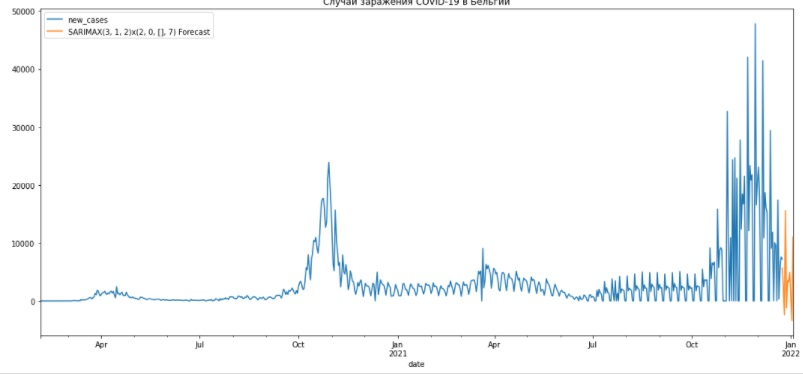 Случаи заражения COVID-19 в Бельгии
50000
new_cases
SARIMAX(3, 1, 2)x(2, 0, [], 7) Forecast
40000
30000
20000
10000
0
Apr
Jul
Oct
Jan
2021
Apr
Jul
Oct
Jan
2022
date